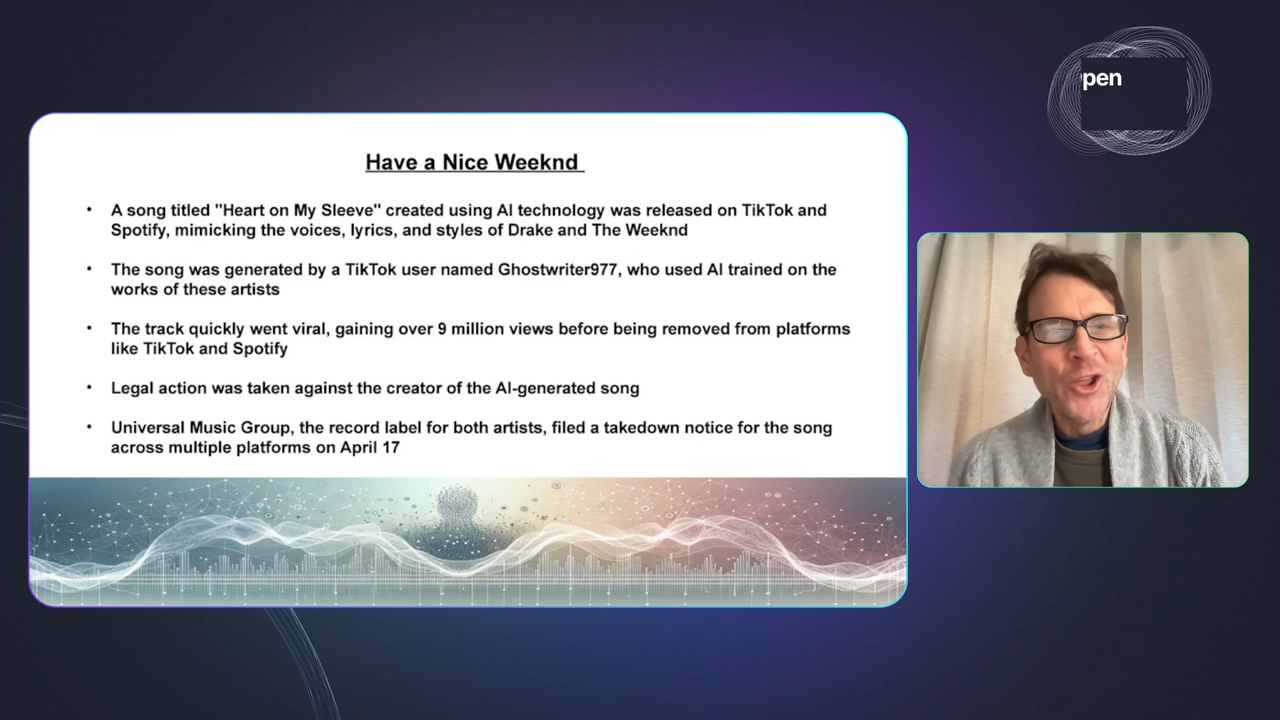 pen
Have a Nice Weeknd
• A song titled "Heart on My Sleeve" created using AI technology was released on TikTok and
Spotify, mimicking the voices, lyrics, and styles of Drake and The Weeknd
• The song was generated by a TikTok user named Ghostwriter977, who used AI trained on the
works of these artists
• The track quickly went viral, gaining over 9 million views before being removed from platforms
like TikTok and Spotify
• Legal action was taken against the creator of the AI-generated song
• Universal Music Group, the record label for both artists, filed a takedown notice for the song
across multiple platforms on April 17